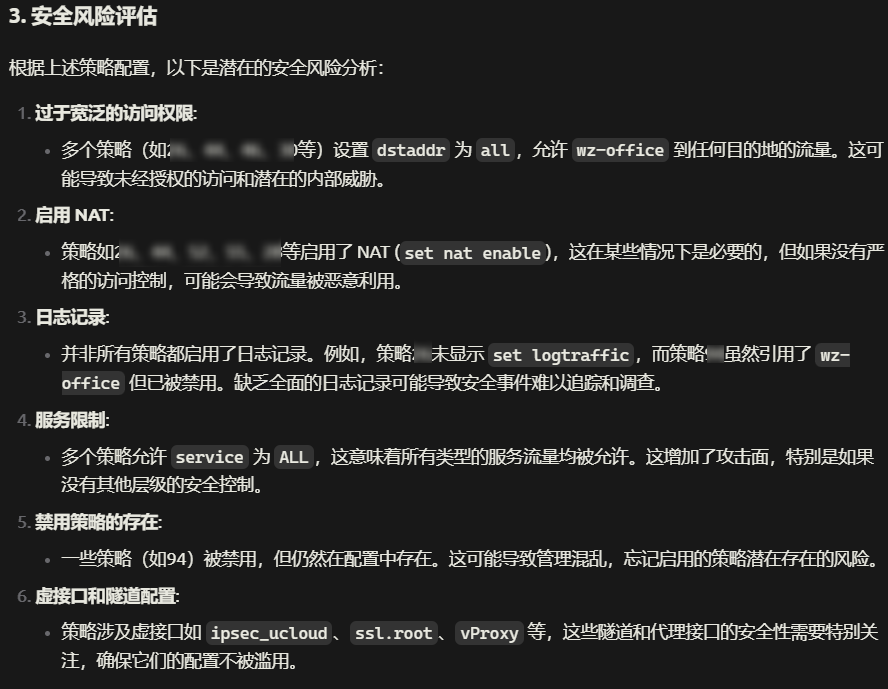 3. 安全风险评估
根据上述策略配置，以下是潜在的安全风险分析：
1. 过于宽泛的访问权限:
多个策略（如等）设置 dstaddr 为 all ，允许 wz-office 到任何目的地的流量。这可
能导致未经授权的访问和潜在的内部威胁。
2. 启用 NAT:
策略如等启用了 NAT (set nat enable)，这在某些情况下是必要的，但如果没有严
格的访问控制，可能会导致流量被恶意利用。
3. 日志记录:
并非所有策略都启用了日志记录。例如，策略未显示 set logtraffic ，而策略虽然引用了 wz-
office 但已被禁用。缺乏全面的日志记录可能导致安全事件难以追踪和调查。
4. 服务限制:
多个策略允许 service 为 ALL ，这意味着所有类型的服务流量均被允许。这增加了攻击面，特别是如果
没有其他层级的安全控制。
5. 禁用策略的存在:
一些策略（如94）被禁用，但仍然在配置中存在。这可能导致管理混乱，忘记启用的策略潜在存在的风险。
6. 虚接口和隧道配置:
策略涉及虚接口如 ipsec_ucloud 、 ssl.root 、 vProxy 等，这些隧道和代理接口的安全性需要特别关
注，确保它们的配置不被滥用。